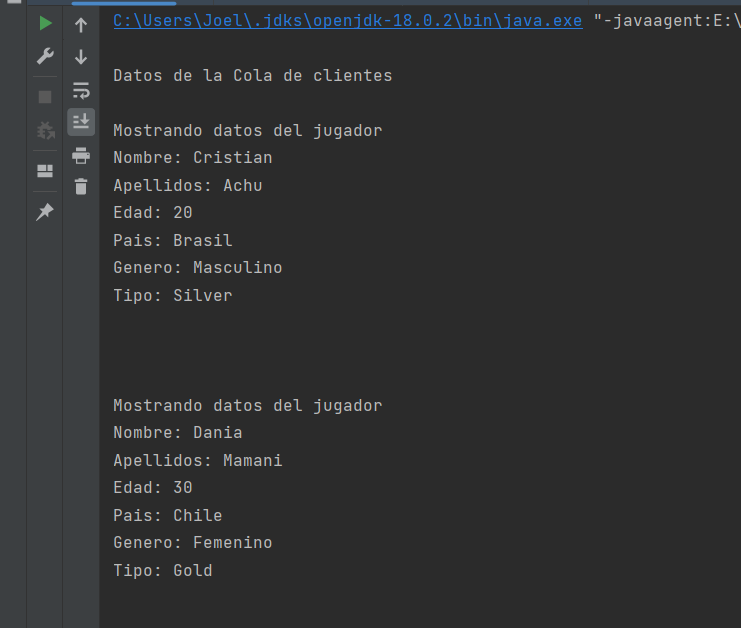 C:\Users\Joel\.jdks\openjdk-18.0.2\bin\java.exe "-javaagent:E:\
Datos de la Cola de clientes
Mostrando datos del jugador
Nombre: Cristian
Apellidos: Achu
Edad: 20
Pais: Brasil
Genero: Masculino
Tipo: Silver
Mostrando datos del jugador
Nombre: Dania
Apellidos: Mamani
Edad: 30
Pais: Chile
Genero: Femenino
Tipo: Gold